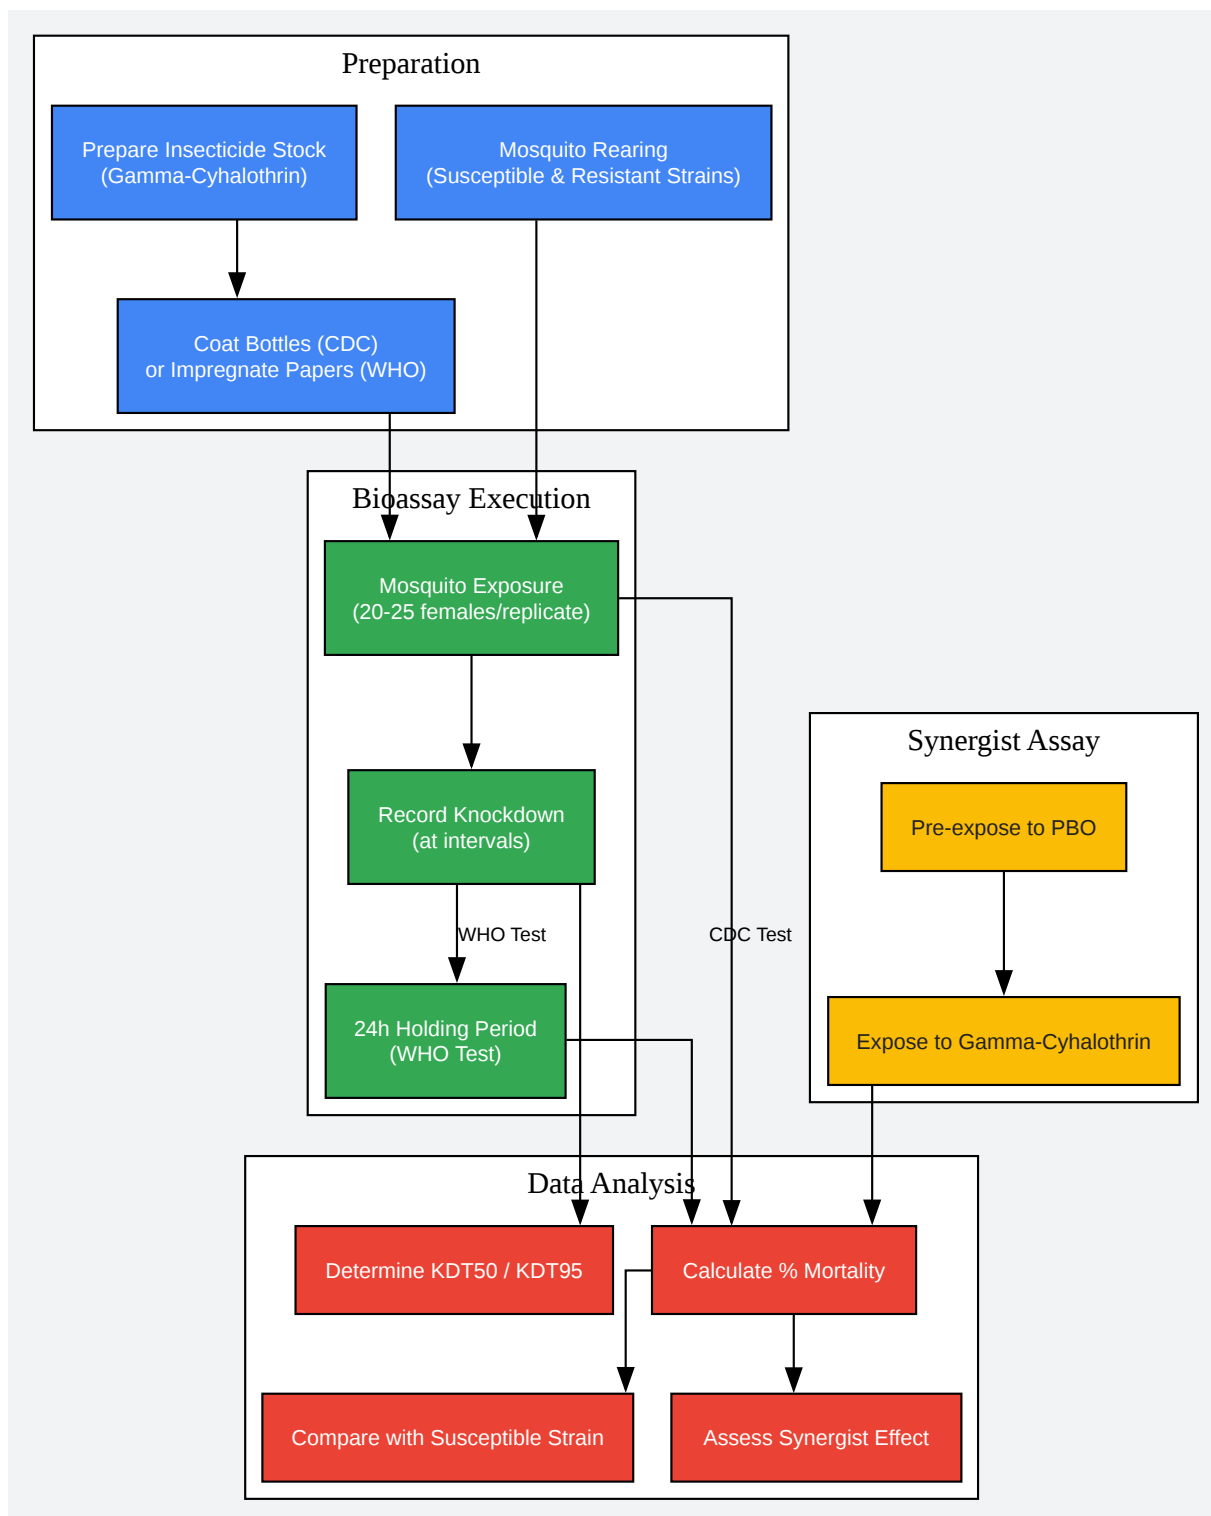 Preparation
Prepare Insecticide Stock
(Gamma-Cyhalothrin)
Mosquito Rearing
(Susceptible & Resistant Strains)
Coat Bottles (CDC)
or Impregnate Papers (WHO)
Bioassay Execution
Mosquito Exposure
(20-25 females/replicate)
Record Knockdown
(at intervals)
WHO Test
CDC Test
24h Holding Period
(WHO Test)
Synergist Assay
Pre-expose to PBO
Expose to Gamma-Cyhalothrin
Data Analysis
Determine KDT50 / KDT95
Calculate % Mortality
Compare with Susceptible Strain
Assess Synergist Effect